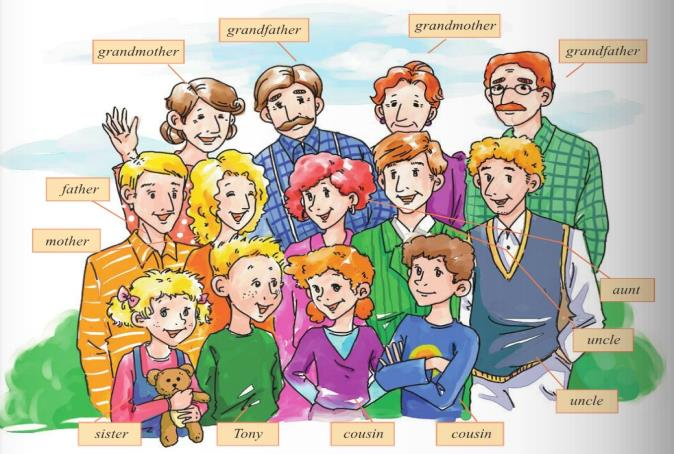 grandmother
grandfather
grandmother
grandfather
father
mother
aunt
uncle
uncle
sister
Tony
cousin
cousin